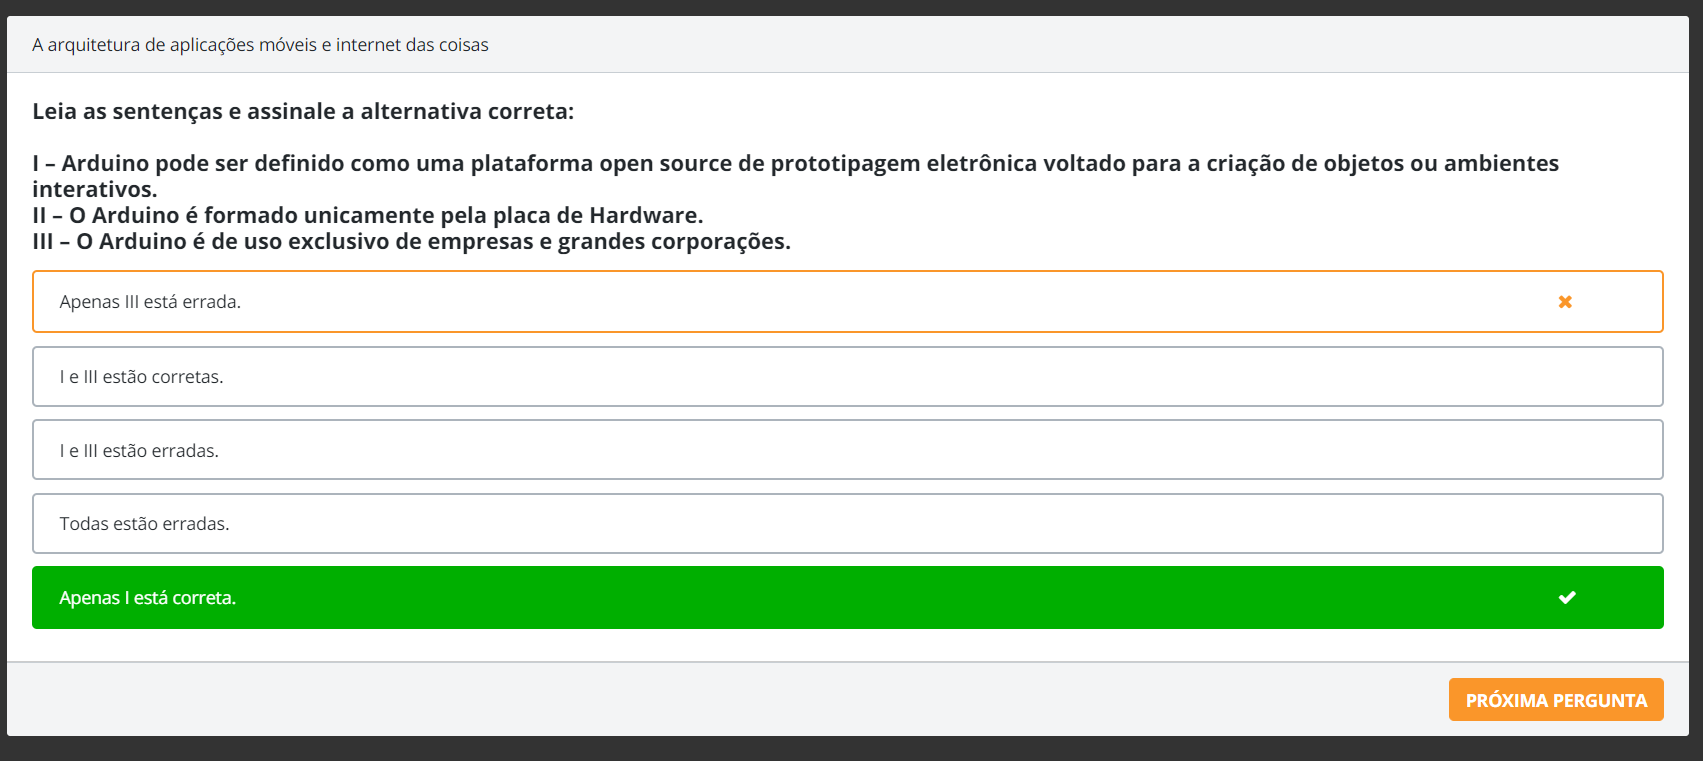 A arquitetura de aplicações móveis e internet das coisas
Leia as sentenças e assinale a alternativa correta:
I – Arduino pode ser definido como uma plataforma open source de prototipagem eletrônica voltado para a criação de objetos ou ambientes
interativos.
II – O Arduino é formado unicamente pela placa de Hardware.
III – O Arduino é de uso exclusivo de empresas e grandes corporações.
Apenas III está errada.
I e III estão corretas.
I e III estão erradas.
Todas estão erradas.
Apenas I está correta.
PRÓXIMA PERGUNTA